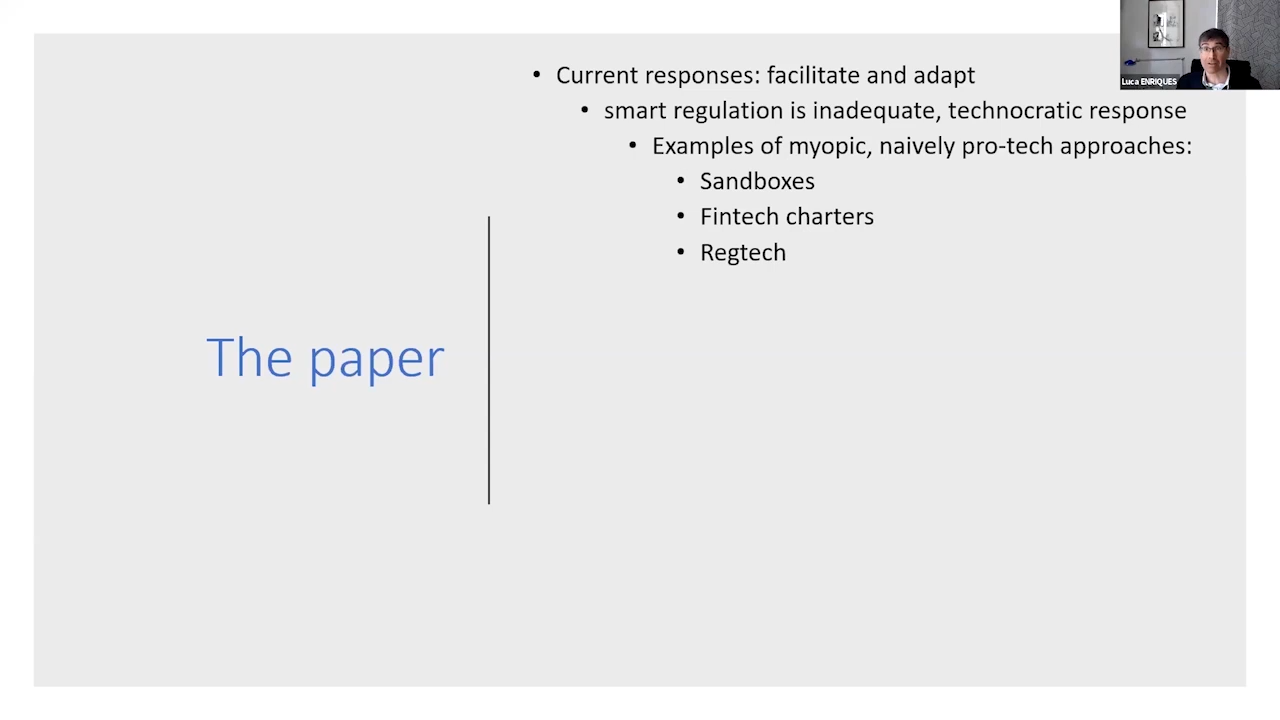 • Current responses: facilitate and adapt
• smart regulation is inadequate, technocratic response
• Examples of myopic, naively pro-tech approaches:
• Sandboxes
• Fintech charters
• Regtech
The paper
Luca ENRIQUES